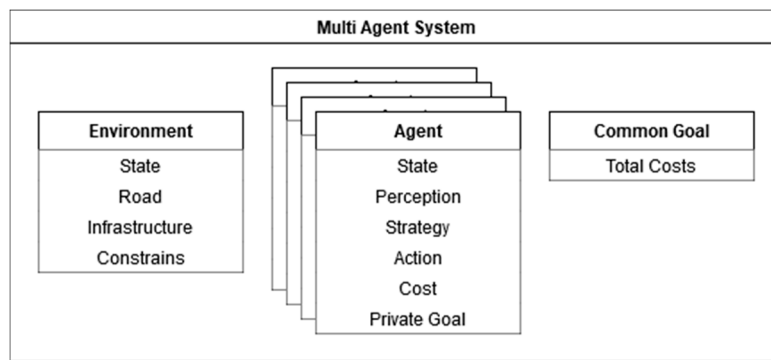 Multi Agent System
Environment
State
Road
Infrastructure
Constrains
Agent
State
Perception
Strategy
Action
Cost
Private Goal
Common Goal
Total Costs